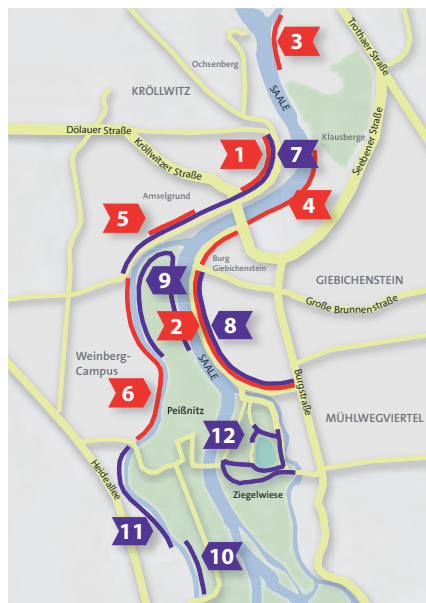 3
Trothaer Straße
Ochsenberg
KRÖLLWITZ
SAALE
Dölauer Straße
Klausberge
Seebener Straße
Kröllwitzer Straße
1
7
Amselgrund
4
5
Burg
Giebichenstein
9
GIEBICHENSTEIN
Große Brunnenstraße
2
8
Weinberg-
Campus
SAALE
Burgstraße
6
Peißnitz
MÜHLWEGVIERTEL
12
Heideallee
Ziegelwiese
11
10